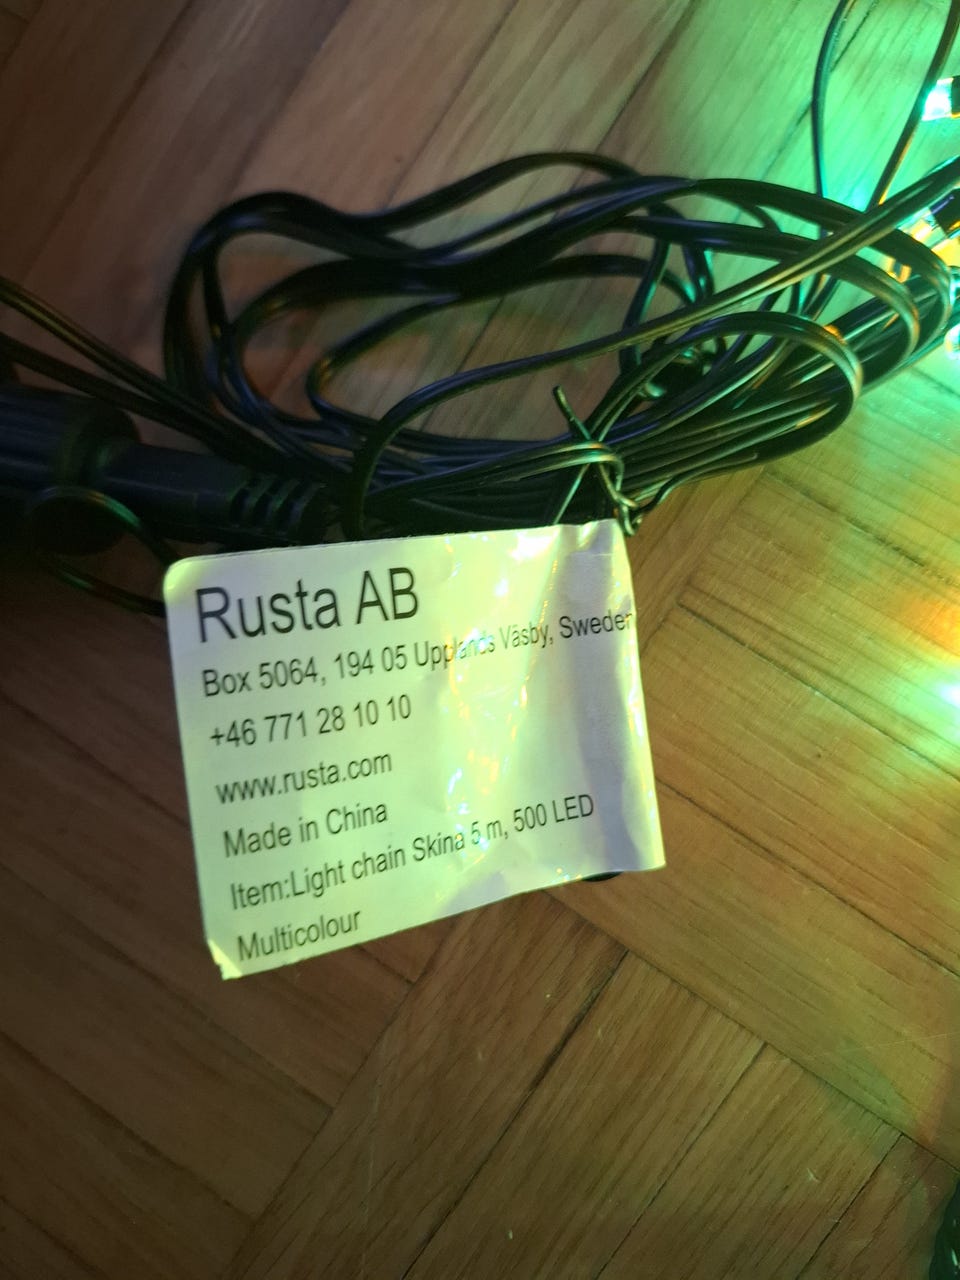 Rusta AB
Box 5064, 194 05 Upplands Väsby, Sweden
+46 771 28 10 10
www.rusta.com
Made in China
Item:Light chain Skina 5 m, 500 LED
Multicolour